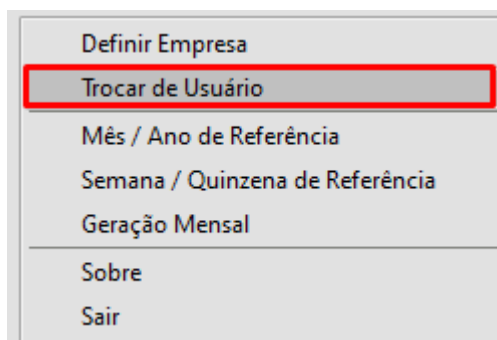 Definir Empresa
Trocar de Usuário
Mês / Ano de Referência
Semana / Quinzena de Referência
Geração Mensal
Sobre
Sair